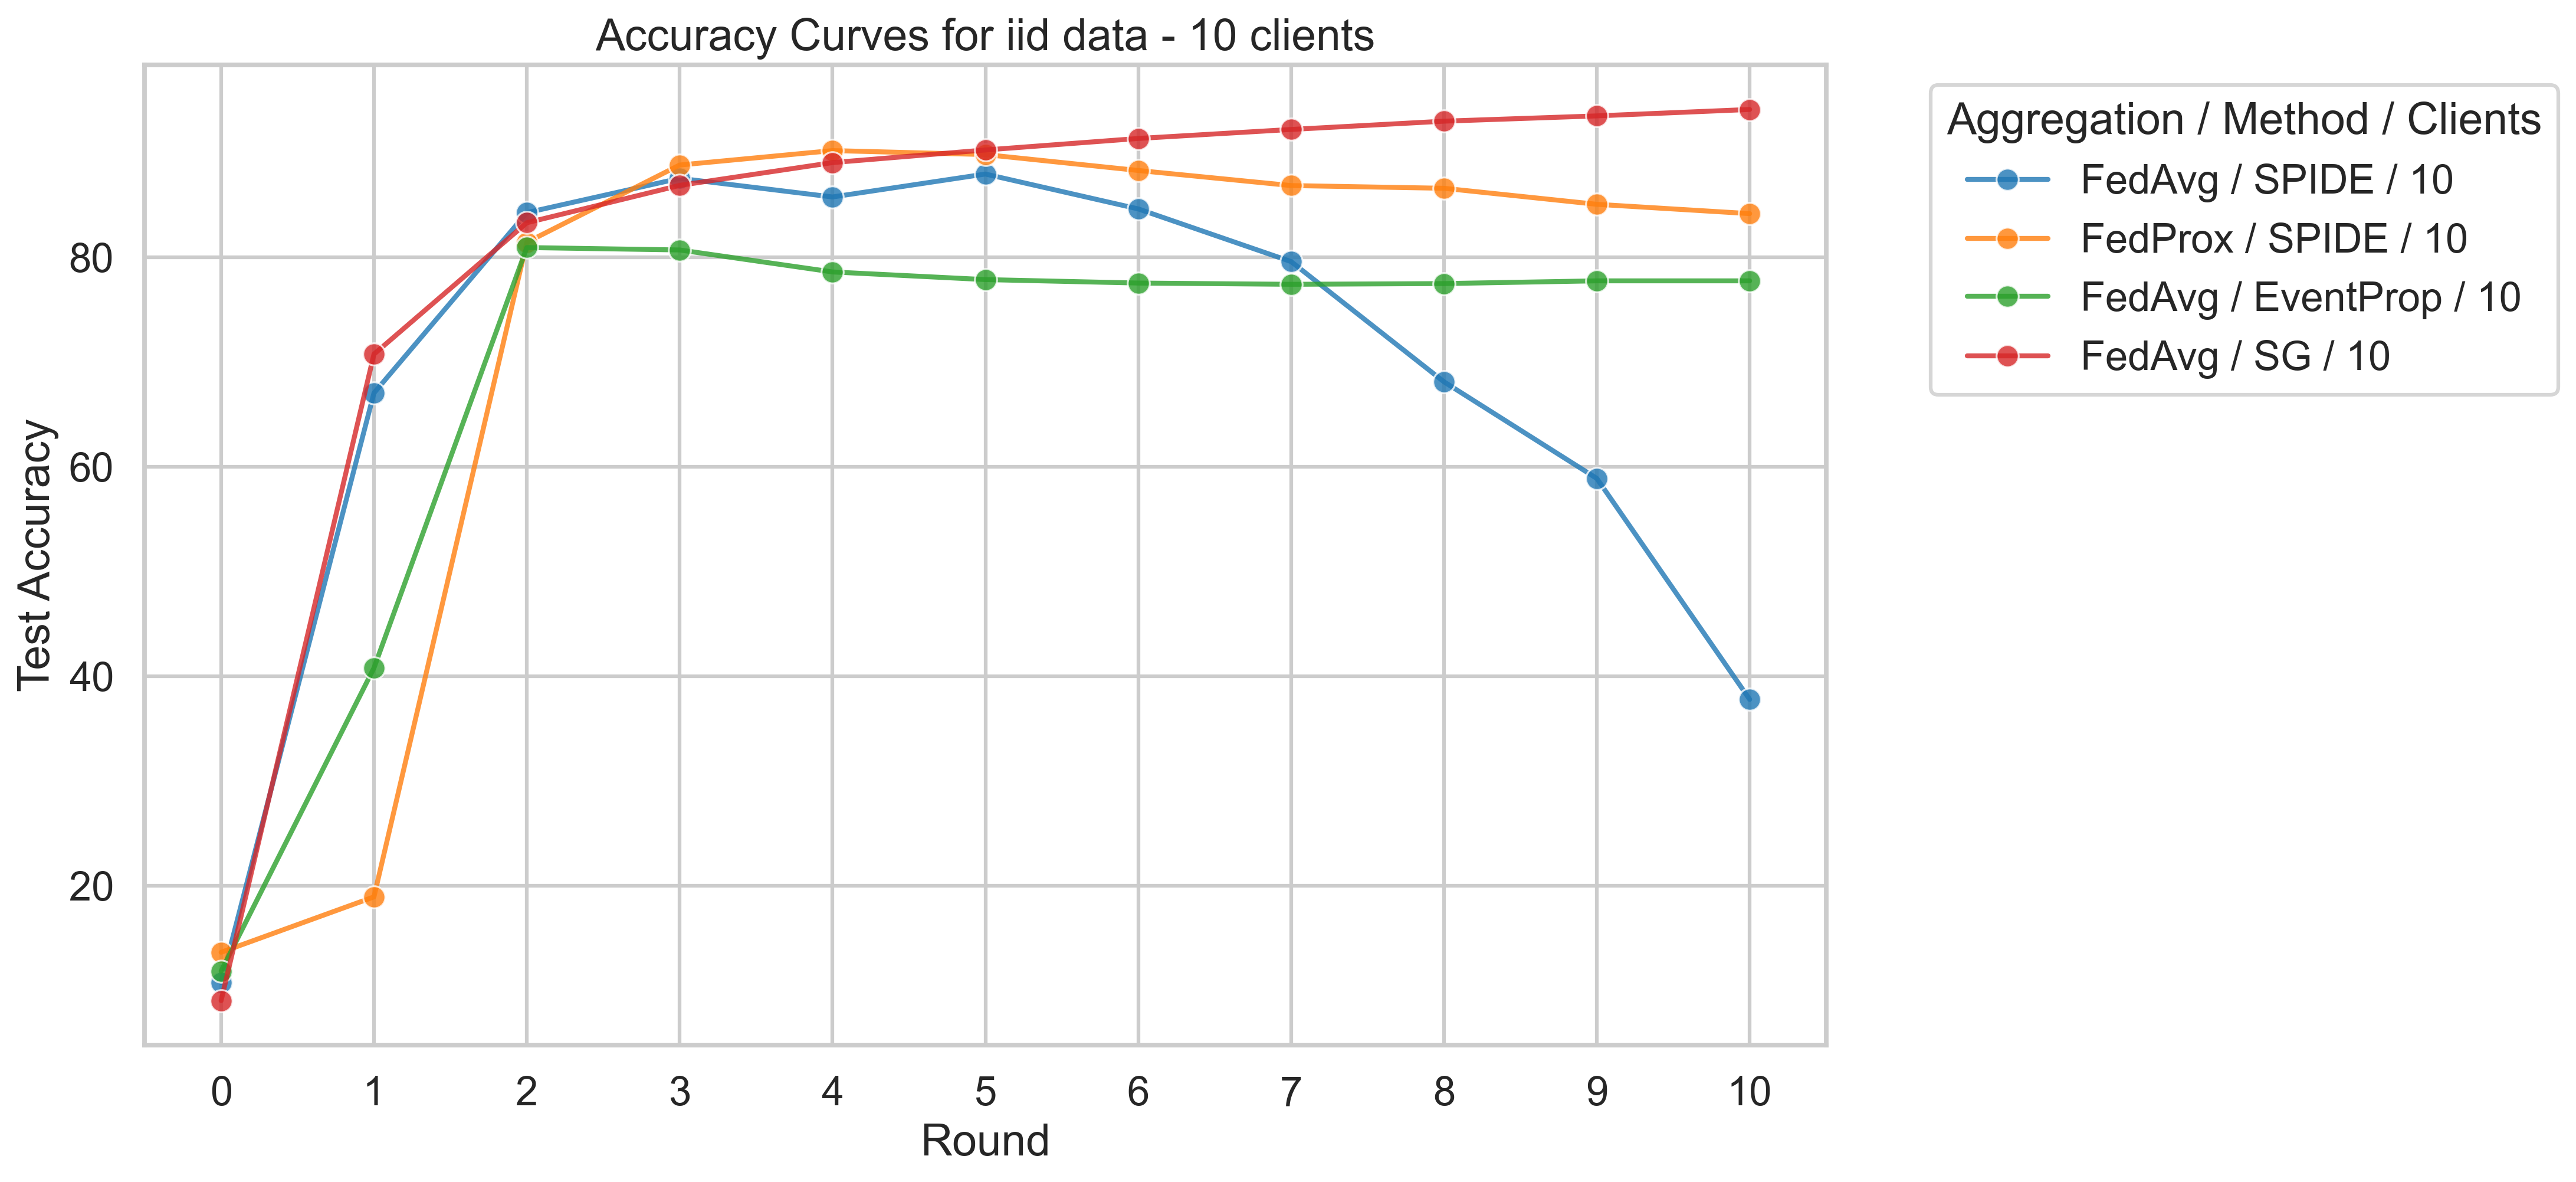 Accuracy Curves for iid data - 10 clients
Aggregation / Method / Clients
FedAvg / SPIDE / 10
FedProx / SPIDE / 10
FedAvg / EventProp / 10
FedAvg / SG / 10
Test Accuracy
80
60
40
20
0 1 2 3 4 5 6 7 8 9 10
Round